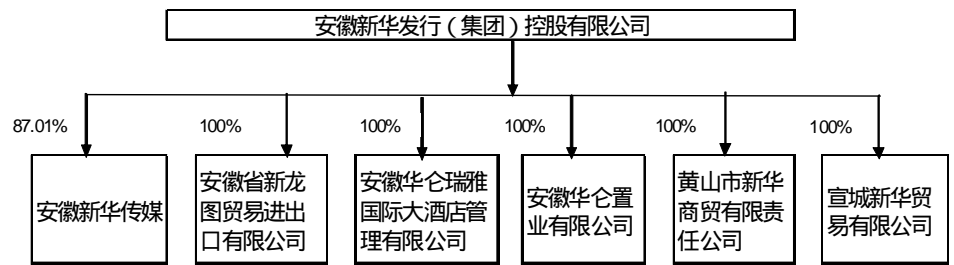 安徽新华发行（集团）控股有限公司
87.01%
100%
100%
100%
100%
100%
安徽新华传媒
安徽省新龙
图贸易进出
口有限公司
安徽华仑瑞雅
国际大酒店管
理有限公司
安徽华仑置
业有限公司
黄山市新华
商贸有限责
任公司
宣城新华贸
易有限公司